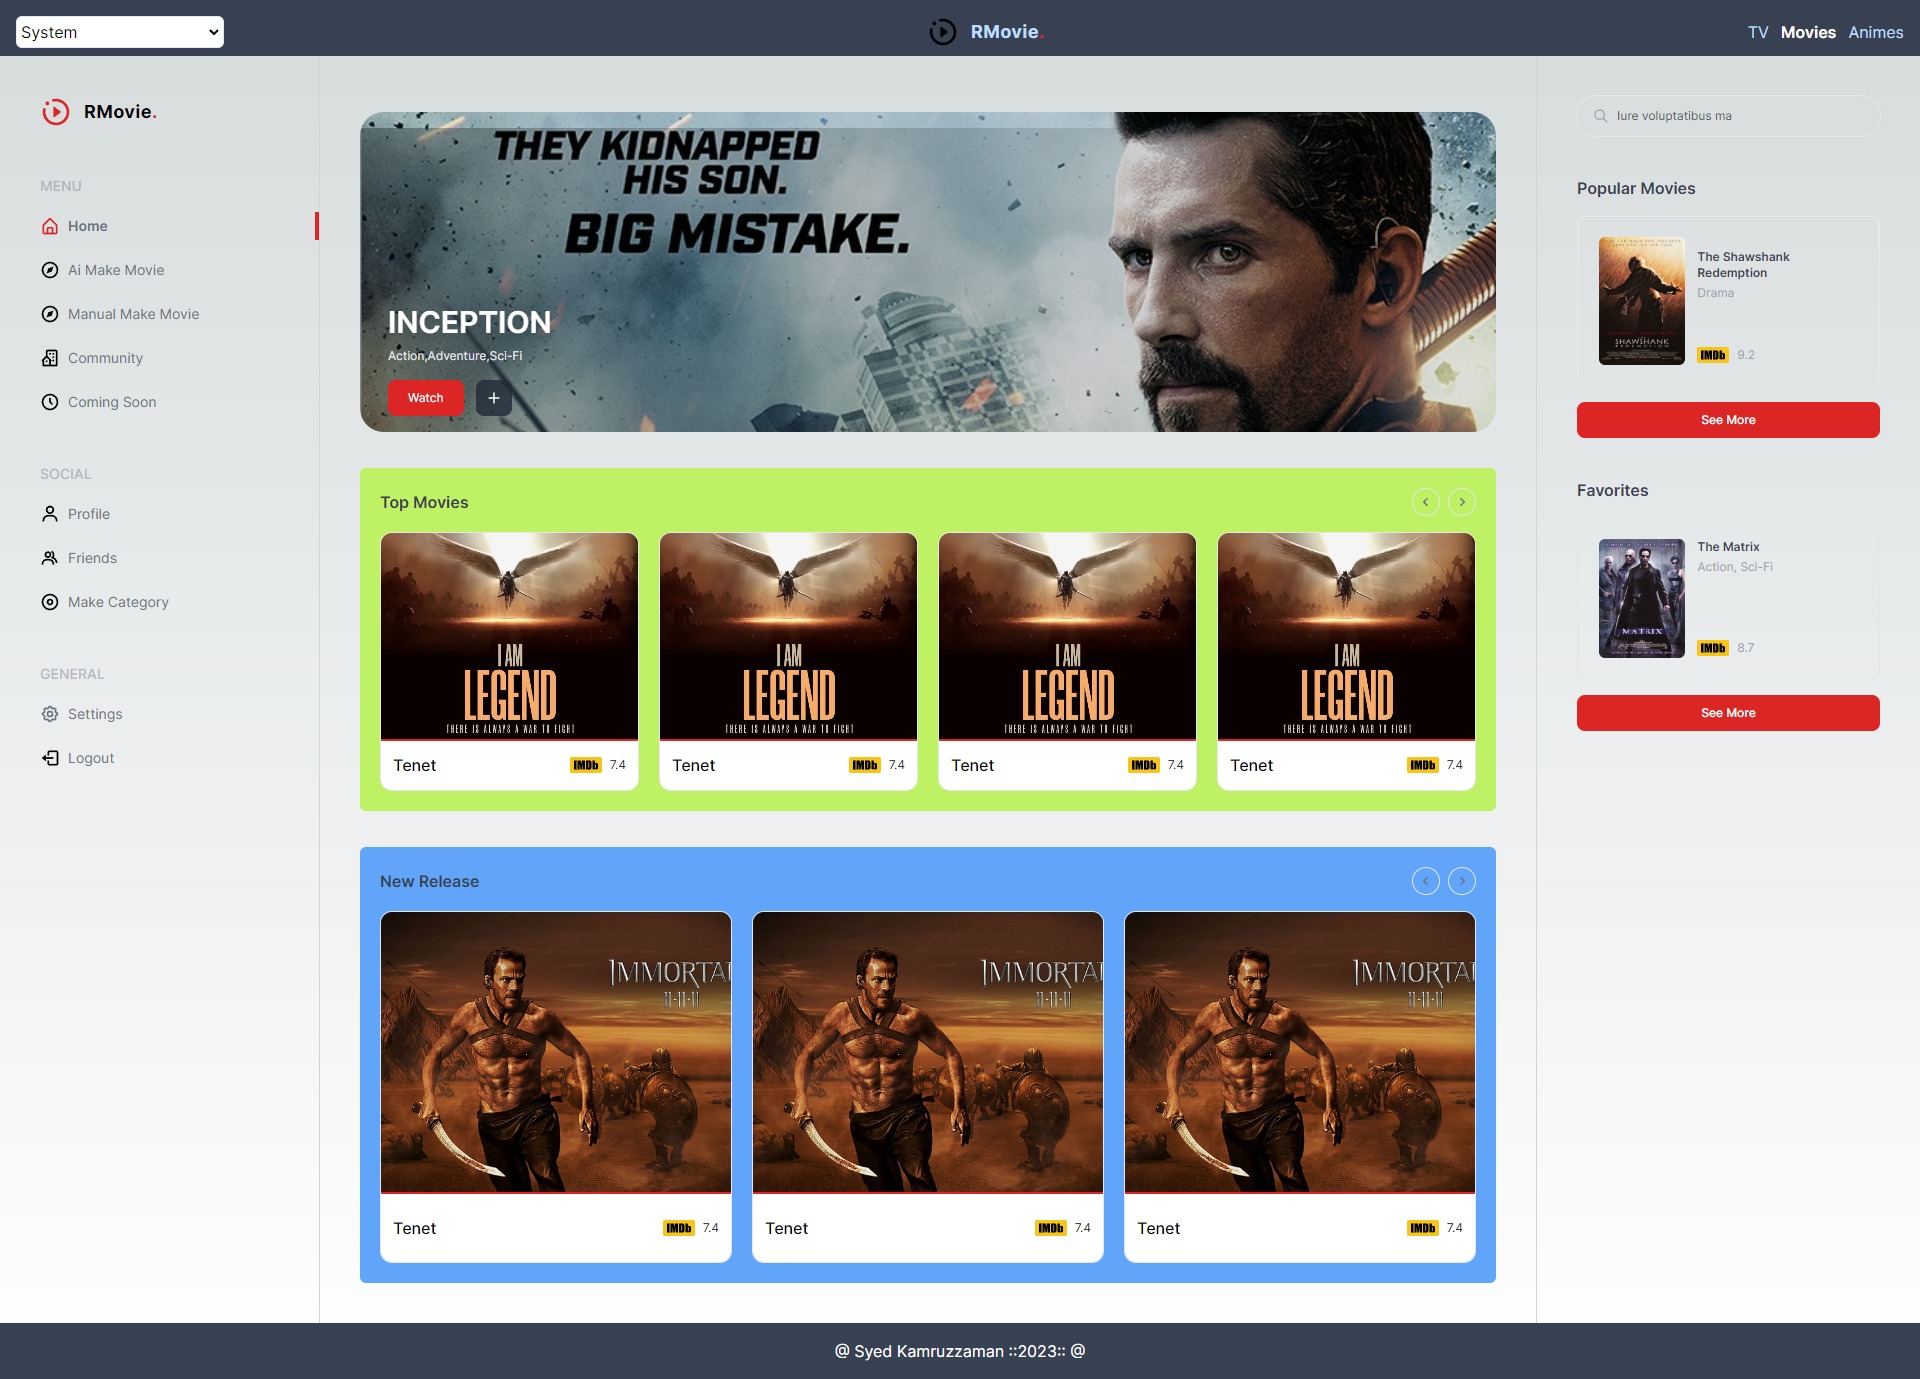 System
RMovie.
TV Movies Animes
RMovie.
MENU
Home
Ai Make Movie
Manual Make Movie
Community
Coming Soon
SOCIAL
Profile
Friends
Make Category
GENERAL
Settings
Logout
THEY KIDNAPPED
HIS SON.
BIG MISTAKE.
INCEPTION
Action,Adventure,Sci-Fi
Watch +
Top Movies
I AM
LEGEND
THERE IS ALWAYS A WAR TO FIGHT
Tenet IMDb 7.4
I AM
LEGEND
THERE IS ALWAYS A WAR TO FIGHT
Tenet IMDb 7.4
I AM
LEGEND
THERE IS ALWAYS A WAR TO FIGHT
Tenet IMDb 7.4
I AM
LEGEND
THERE IS ALWAYS A WAR TO FIGHT
Tenet IMDb 7.4
New Release
IMMORTA
11-11-11
Tenet IMDb 7.4
IMMORTA
11-11-11
Tenet IMDb 7.4
IMMORTA
11-11-11
Tenet IMDb 7.4
Iure voluptatibus ma
Popular Movies
SHAWSHANK
REDEMPTION
The Shawshank
Redemption
Drama
IMDb 9.2
See More
Favorites
MATRIX
The Matrix
Action, Sci-Fi
IMDb 8.7
See More
@ Syed Kamruzzaman ::2023:: @